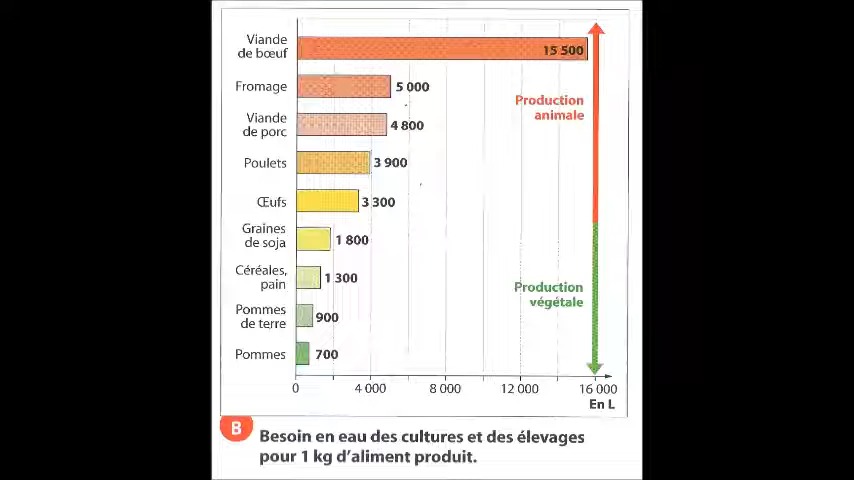 Viande
de bœuf
15 500
Fromage
5 000
Production
animale
Viande
de porc
4 800
Poulets
3 900
Œufs
3 300
Graines
de soja
1 800
Céréales,
pain
1 300
Production
végétale
Pommes
de terre
900
Pommes
700
0 4 000 8 000 12 000 16 000
En L
B
Besoin en eau des cultures et des élevages
pour 1 kg d’aliment produit.